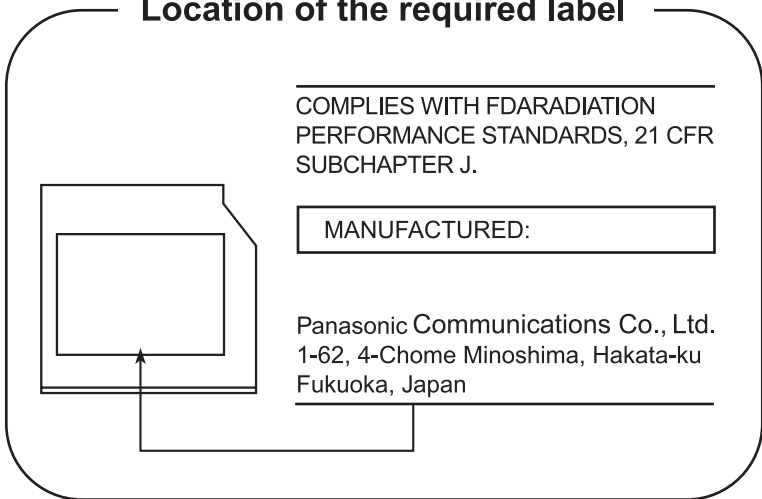 Location of the required label
COMPLIES WITH FDARADIATION
PERFORMANCE STANDARDS, 21 CFR
SUBCHAPTER J.
MANUFACTURED:
Panasonic Communications Co., Ltd.
1-62, 4-Chome Minoshima, Hakata-ku
Fukuoka, Japan